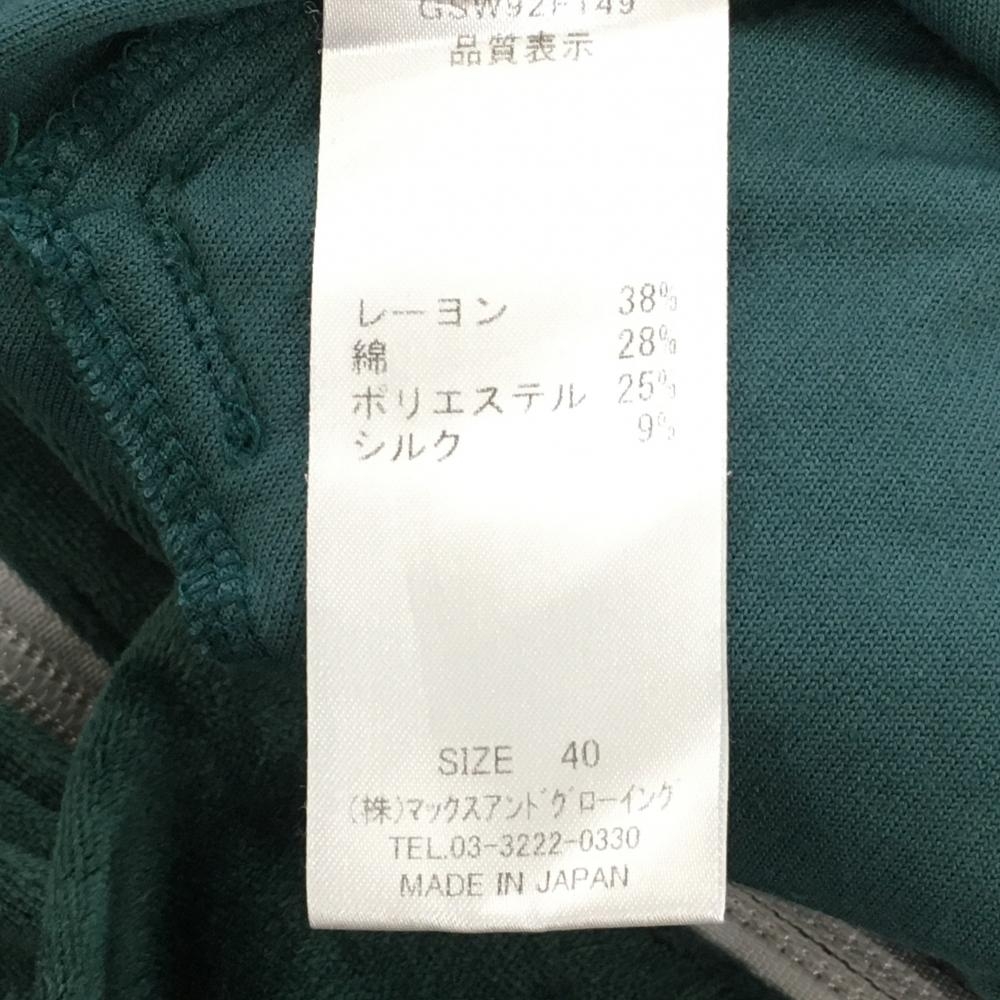 品質表示
レーヨン 38%
綿 28%
ポリエステル 25%
シルク 9%
SIZE 40
(株)マックスアンドグローイング
TEL.03-3222-0330
MADE IN JAPAN